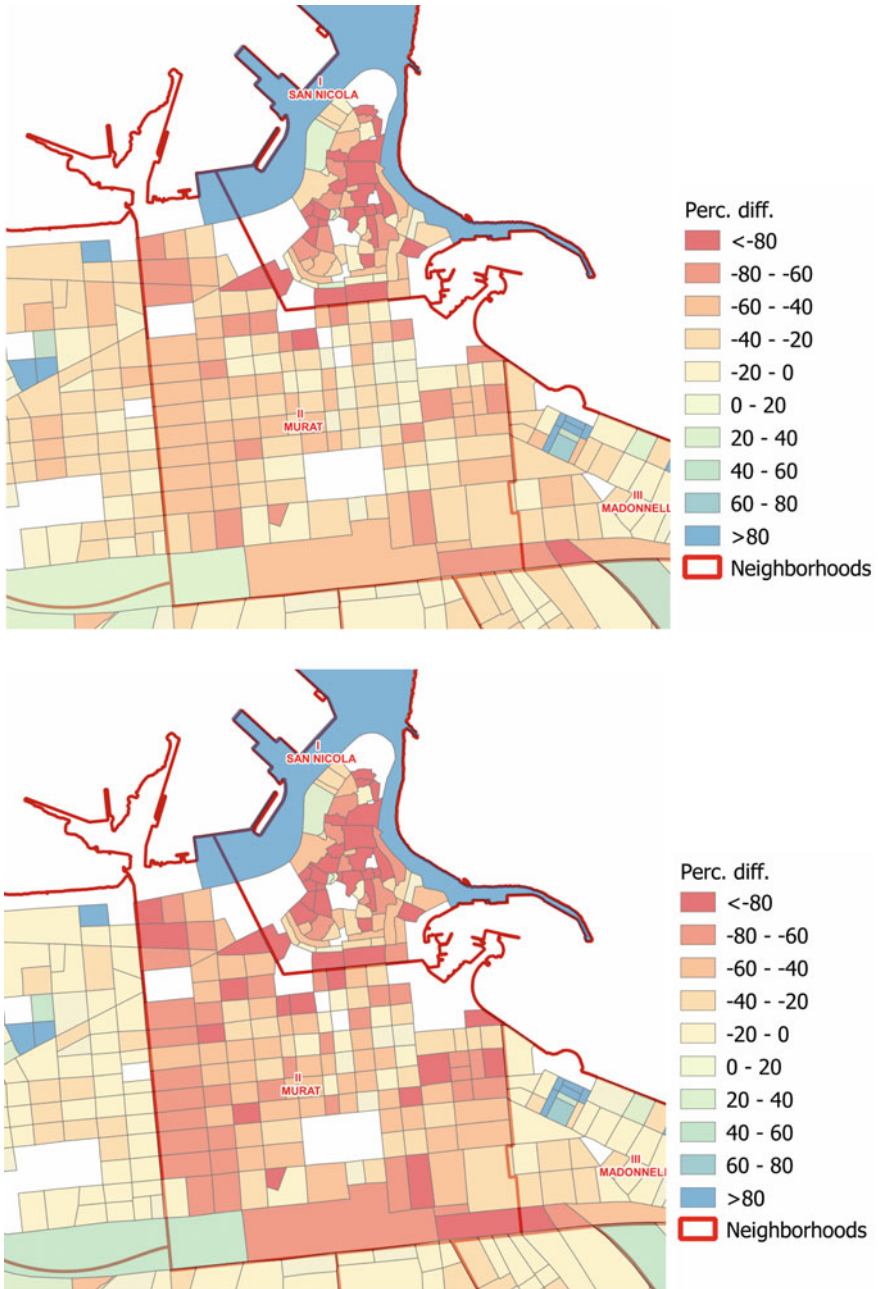 I
SAN NICOLA
II
MURAT
III
MADONNEL
Perc. diff.
<-80
-80 - -60
-60 - -40
-40 - -20
-20 - 0
0 - 20
20 - 40
40 - 60
60 - 80
>80
Neighborhoods
I
SAN NICOLA
II
MURAT
III
MADONNEL
Perc. diff.
<-80
-80 - -60
-60 - -40
-40 - -20
-20 - 0
0 - 20
20 - 40
40 - 60
60 - 80
>80
Neighborhoods